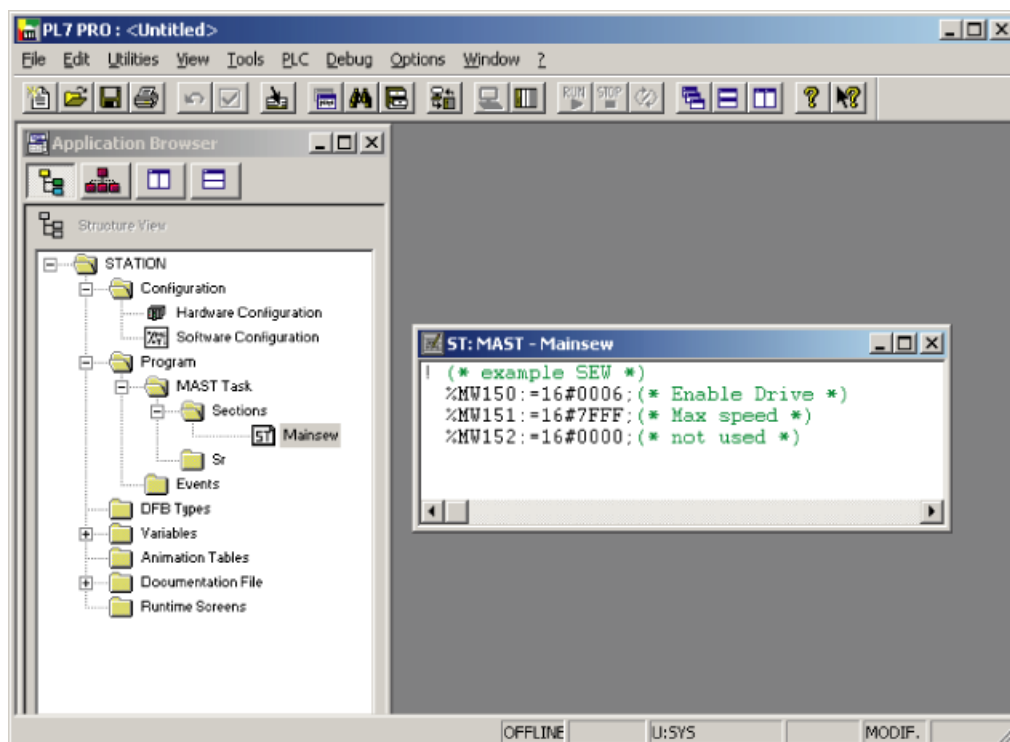 PL7 PRO : <Untitled>
File Edit Utilities View Tools PLC Debug Options Window ?
RUN STOP
Application Browser
Structure View
STATION
Configuration
Hardware Configuration
Software Configuration
Program
MAST Task
Sections
ST Mainsew
Sr
Events
DFB Types
Variables
Animation Tables
Documentation File
Runtime Screens
ST: MAST - Mainsew
! (* example SEW *)
%MW150:=16#0006;(* Enable Drive *)
%MW151:=16#7FFF;(* Max speed *)
%MW152:=16#0000;(* not used *)
OFFLINE U:SYS MODIF.